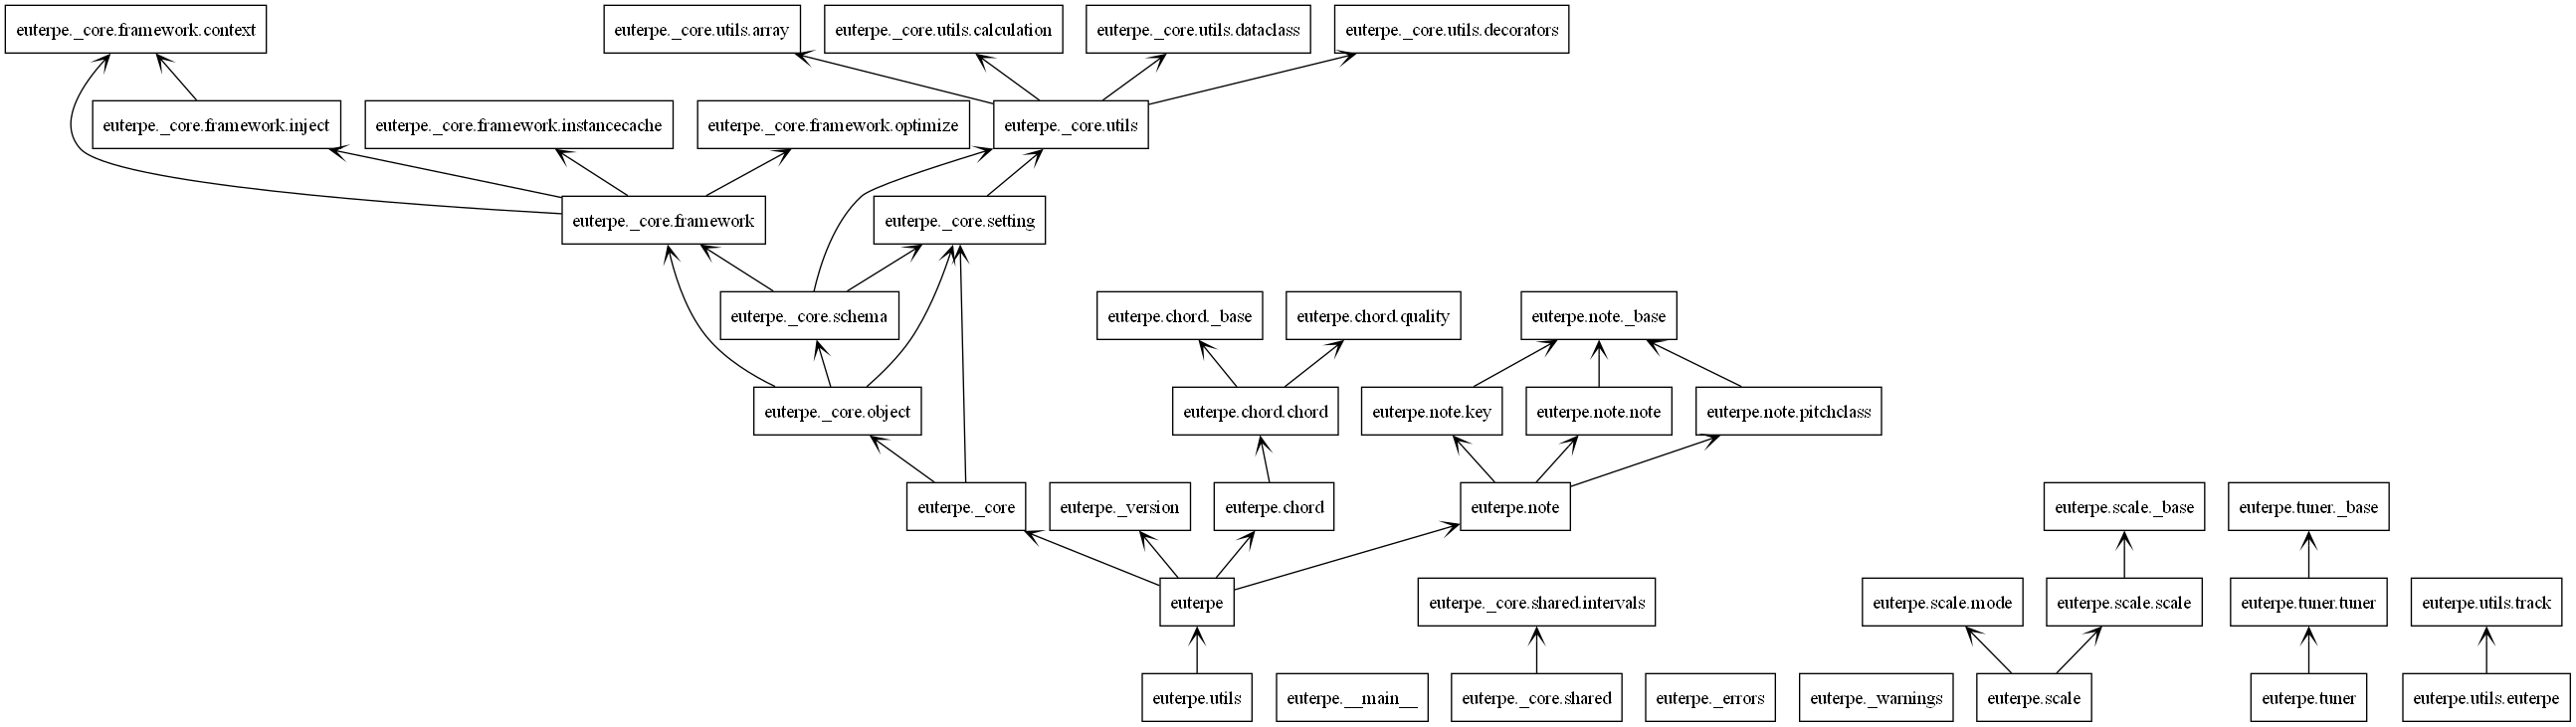 euterpe._core.framework.context
euterpe._core.utils.array
euterpe._core.utils.calculation
euterpe._core.utils.dataclass
euterpe._core.utils.decorators
euterpe._core.framework.inject
euterpe._core.framework.instancecache
euterpe._core.framework.optimize
euterpe._core.utils
euterpe._core.framework
euterpe._core.setting
euterpe._core.schema
euterpe.chord._base
euterpe.chord.quality
euterpe.note._base
euterpe._core.object
euterpe.chord.chord
euterpe.note.key
euterpe.note.note
euterpe.note.pitchclass
euterpe._core
euterpe._version
euterpe.chord
euterpe.note
euterpe.scale._base
euterpe.tuner._base
euterpe
euterpe._core.shared.intervals
euterpe.scale.mode
euterpe.scale.scale
euterpe.tuner.tuner
euterpe.utils.track
euterpe.utils
euterpe.__main__
euterpe._core.shared
euterpe._errors
euterpe._warnings
euterpe.scale
euterpe.tuner
euterpe.utils.euterpe